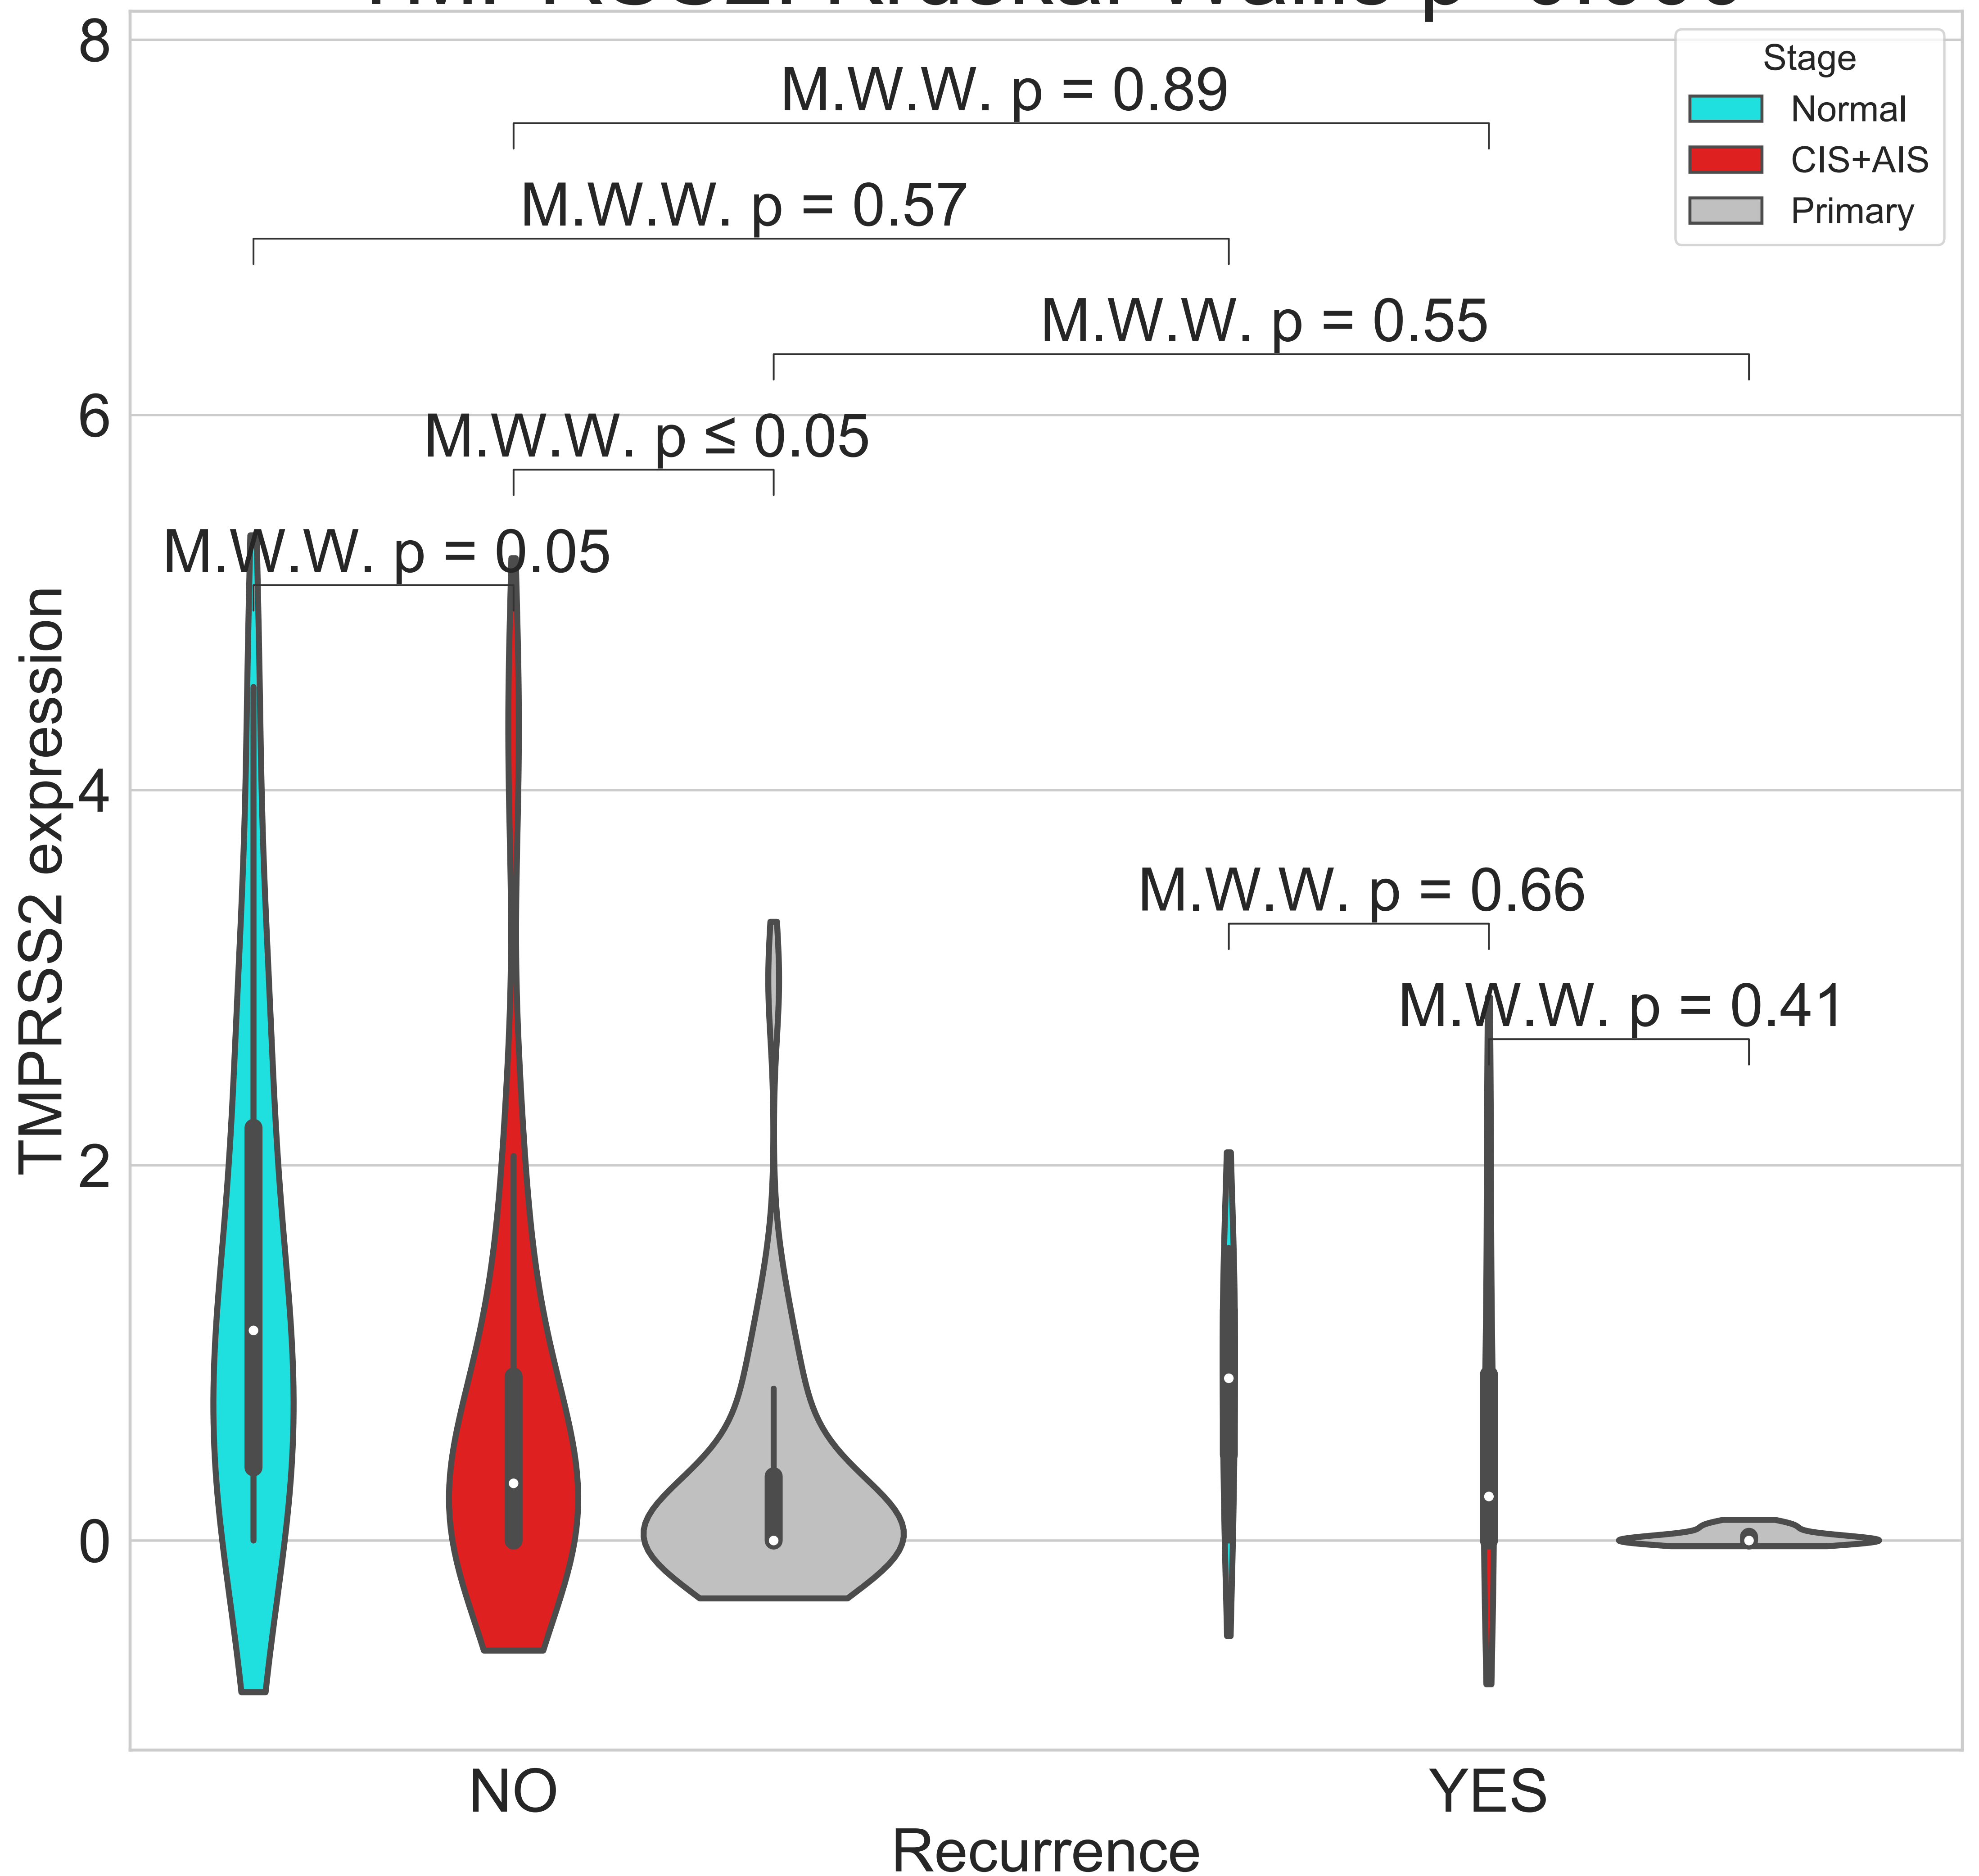 8
Stage
Normal
CIS+AIS
Primary
M.W.W. p = 0.89
M.W.W. p = 0.57
M.W.W. p = 0.55
6
M.W.W. p ≤ 0.05
M.W.W. p = 0.05
4
M.W.W. p = 0.66
M.W.W. p = 0.41
2
0
TMPRSS2 expression
NO
YES
Recurrence